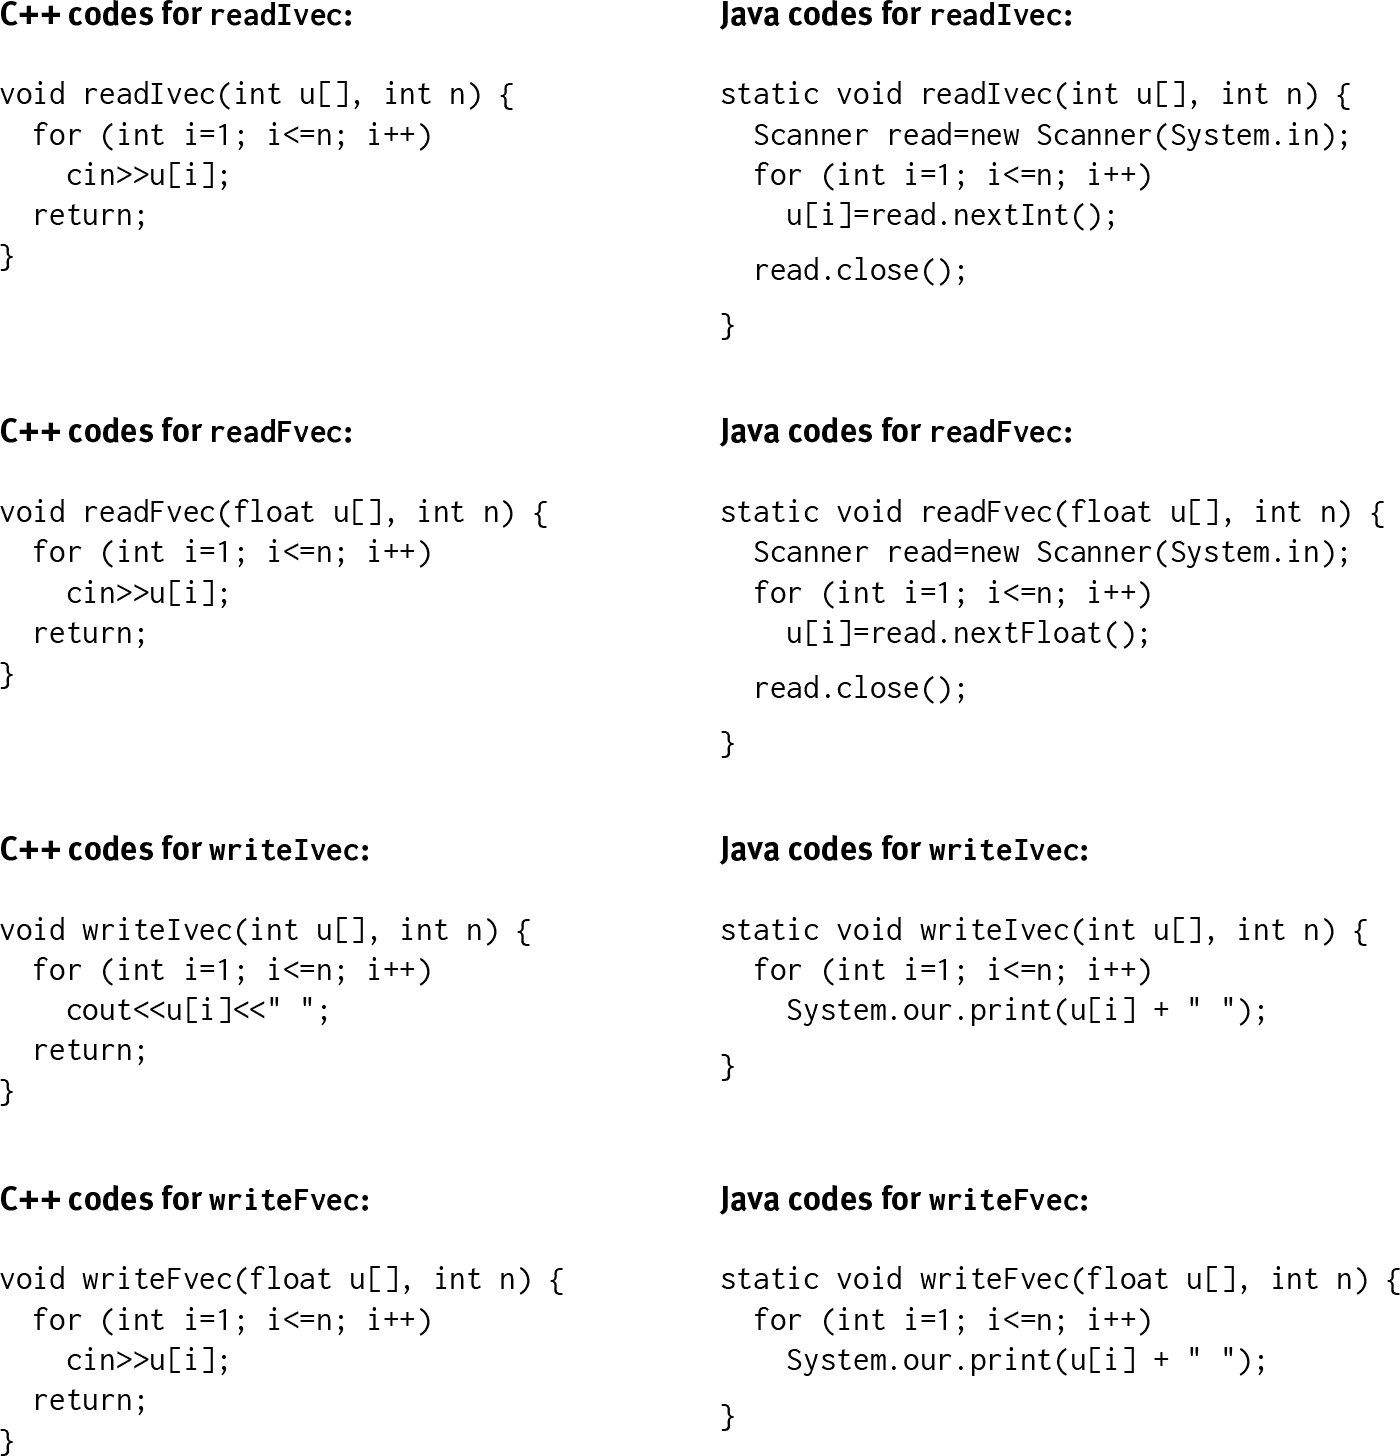 C++ codes for readIvec:
void readIvec(int u[], int n) {
  for (int i=1; i<=n; i++)
    cin>>u[i];
  return;
}
Java codes for readIvec:
static void readIvec(int u[], int n) {
  Scanner read=new Scanner(System.in);
  for (int i=1; i<=n; i++)
    u[i]=read.nextInt();
  read.close();
}
C++ codes for readFvec:
void readFvec(float u[], int n) {
  for (int i=1; i<=n; i++)
    cin>>u[i];
  return;
}
Java codes for readFvec:
static void readFvec(float u[], int n) {
  Scanner read=new Scanner(System.in);
  for (int i=1; i<=n; i++)
    u[i]=read.nextFloat();
  read.close();
}
C++ codes for writeIvec:
void writeIvec(int u[], int n) {
  for (int i=1; i<=n; i++)
    cout<<u[i]<<" ";
  return;
}
Java codes for writeIvec:
static void writeIvec(int u[], int n) {
  for (int i=1; i<=n; i++)
    System.our.print(u[i] + " ");
}
C++ codes for writeFvec:
void writeFvec(float u[], int n) {
  for (int i=1; i<=n; i++)
    cin>>u[i];
  return;
}
Java codes for writeFvec:
static void writeFvec(float u[], int n) {
  for (int i=1; i<=n; i++)
    System.our.print(u[i] + " ");
}